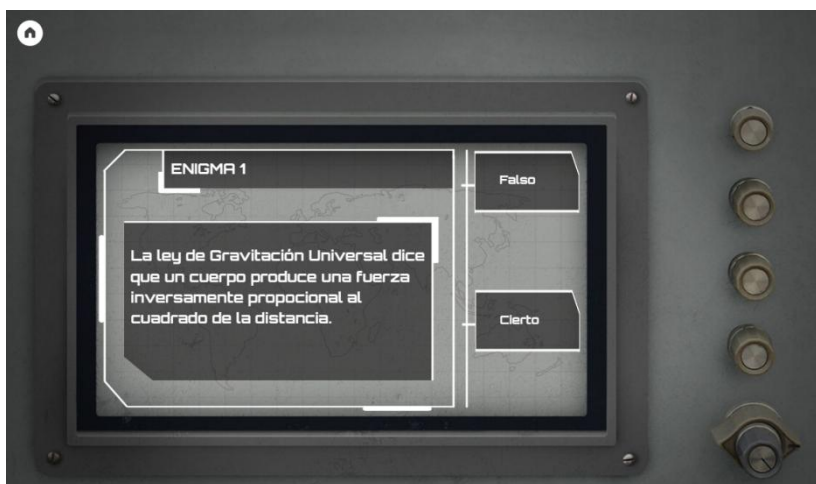 ENIGMA 1
La ley de Gravitación Universal dice
que un cuerpo produce una fuerza
inversamente propocional al
cuadrado de la distancia.
Falso
Cierto